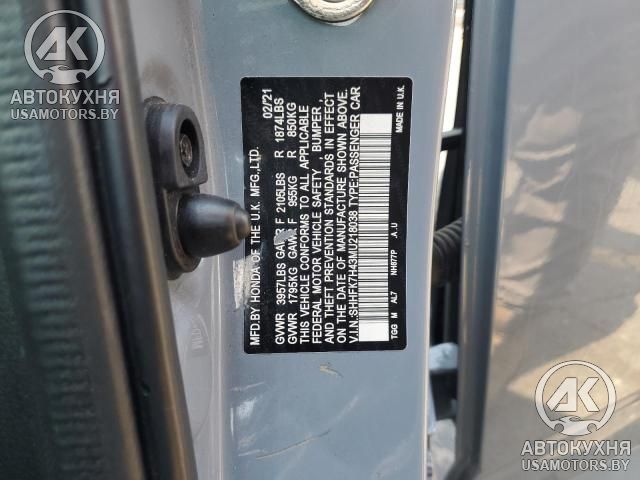 AK
АВТОКУХНЯ
USAMOTORS.BY
MFD.BY HONDA OF THE U.K. MFG.,LTD. 02/21
GVWR 3957LBS GAWR F 2105LBS R 1874LBS
GVWR 1795KG GAWR F 955KG R 850KG
THIS VEHICLE CONFORMS TO ALL APPLICABLE
FEDERAL MOTOR VEHICLE SAFETY , BUMPER ,
AND THEFT PREVENTION STANDARDS IN EFFECT
ON THE DATE OF MANUFACTURE SHOWN ABOVE.
V.I.N.:SHHFK7H43MU218038 TYPE:PASSENGER CAR
TGG M AL7 NH877P A.U MADE IN U.K.
AK
АВТОКУХНЯ
USAMOTORS.BY